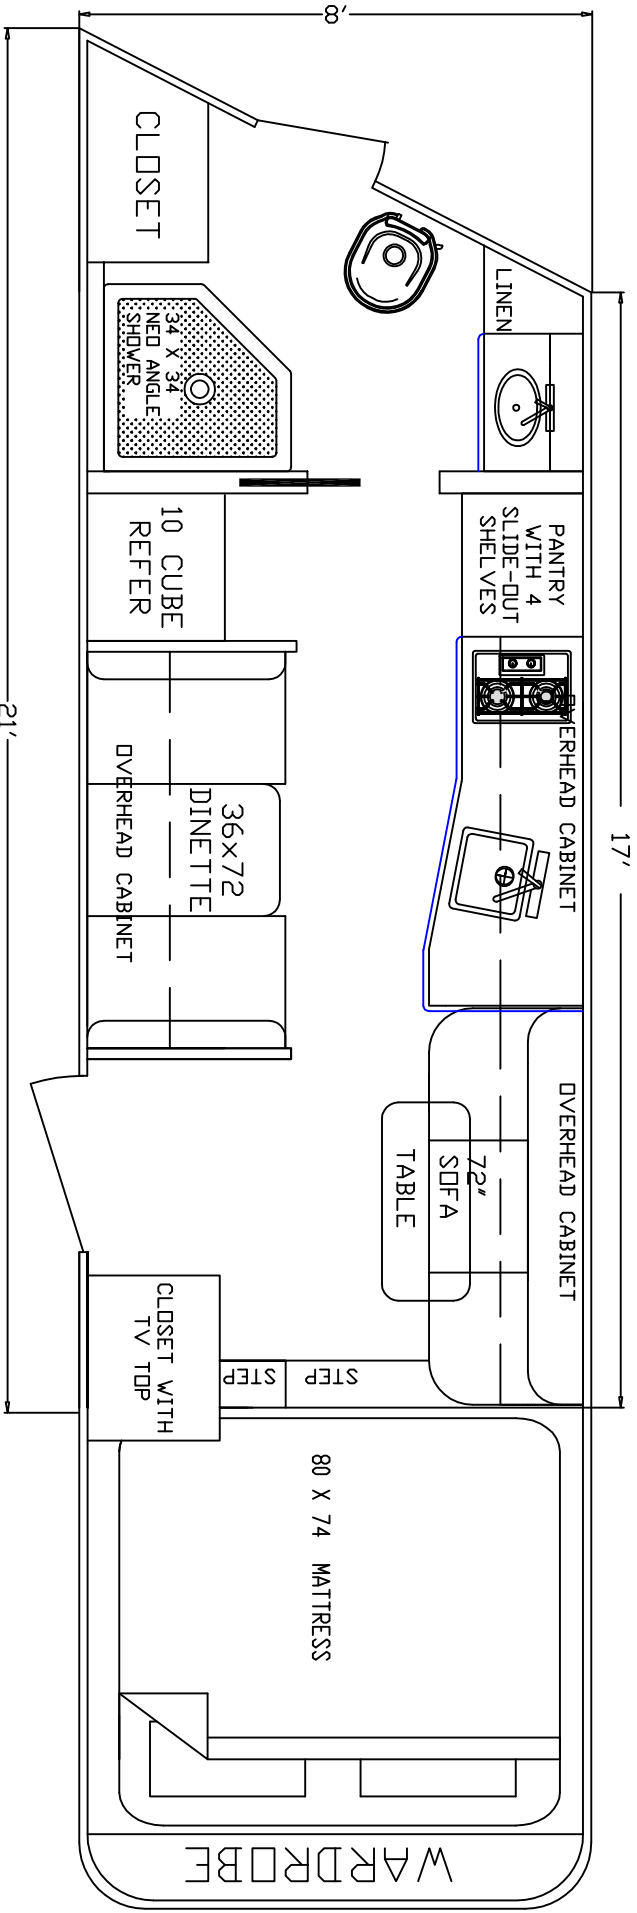 8'
CLOSET
LINEN
34 X 34
NEO ANGLE
SHOWER
10 CUBE
REFER
PANTRY
WITH 4
SLIDE-OUT
SHELVES
OVERHEAD CABINET
36x72
DINETTE
OVERHEAD CABINET
21'
17'
OVERHEAD CABINET
72"
SOFA
TABLE
CLOSET WITH
TV TOP
STEP
STEP
80 X 74 MATTRESS
WARDROBE